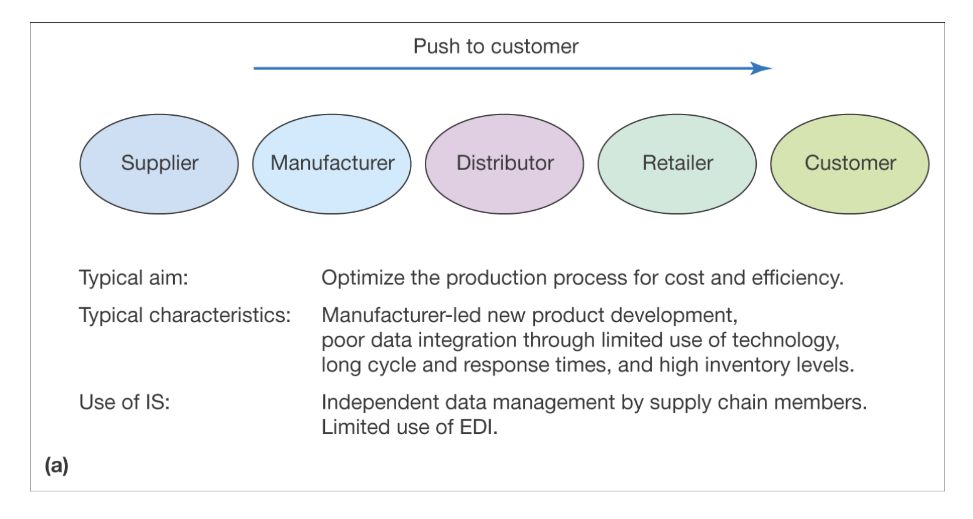 Push to customer
Supplier
Manufacturer
Distributor
Retailer
Customer
Typical aim: Optimize the production process for cost and efficiency.
Typical characteristics: Manufacturer-led new product development,
poor data integration through limited use of technology,
long cycle and response times, and high inventory levels.
Use of IS: Independent data management by supply chain members.
Limited use of EDI.
(a)